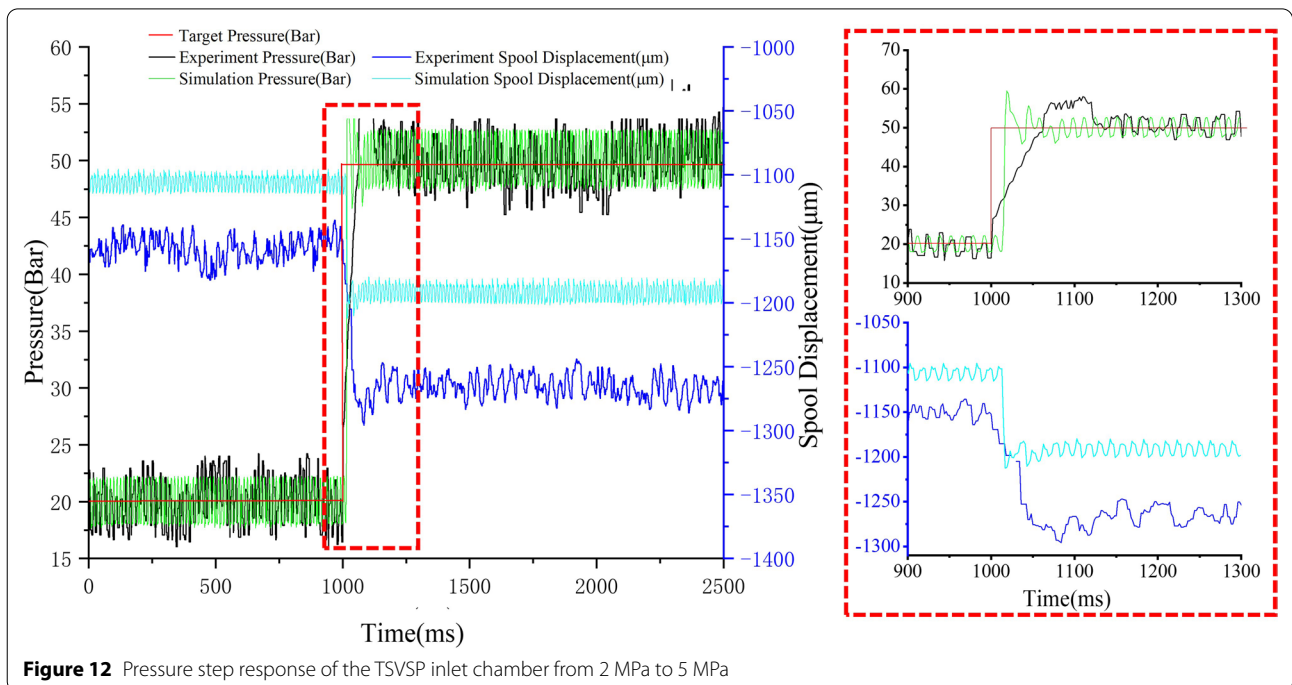 Target Pressure(Bar)
Experiment Pressure(Bar) Experiment Spool Displacement(μm)
Simulation Pressure(Bar) Simulation Spool Displacement(μm)
Pressure(Bar)
60
55
50
45
40
35
30
25
20
15
0 500 1000 1500 2000 2500
Time(ms)
-1000
-1050
-1100
-1150
-1200
-1250
-1300
-1350
-1400
Spool Displacement(μm)
70
60
50
40
30
20
10
900 1000 1100 1200 1300
-1050
-1100
-1150
-1200
-1250
-1300
900 1000 1100 1200 1300
Time(ms)
Figure 12 Pressure step response of the TSVSP inlet chamber from 2 MPa to 5 MPa